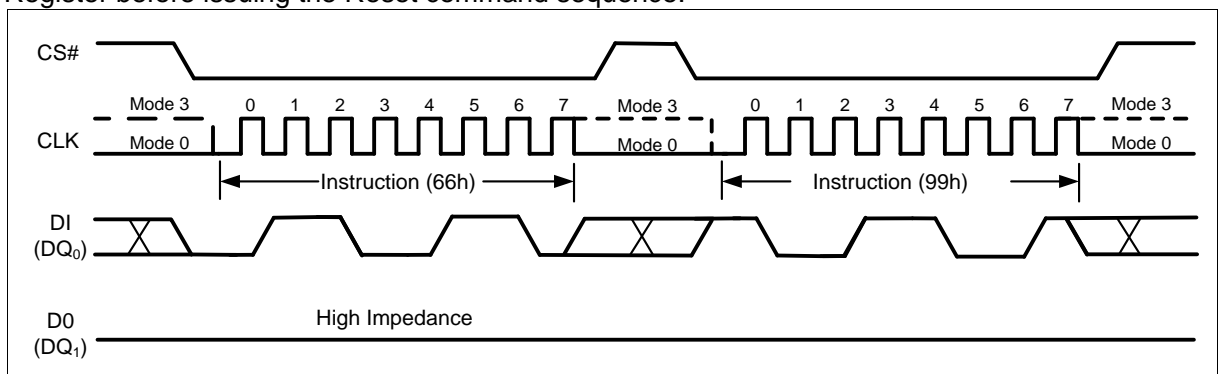 Register before issuing the Reset command sequence.
CS#
Mode 3 0 1 2 3 4 5 6 7 Mode 3 0 1 2 3 4 5 6 7 Mode 3
CLK
Mode 0 Mode 0 Mode 0
Instruction (66h) Instruction (99h)
DI
(DQ0)
D0 High Impedance
(DQ1)